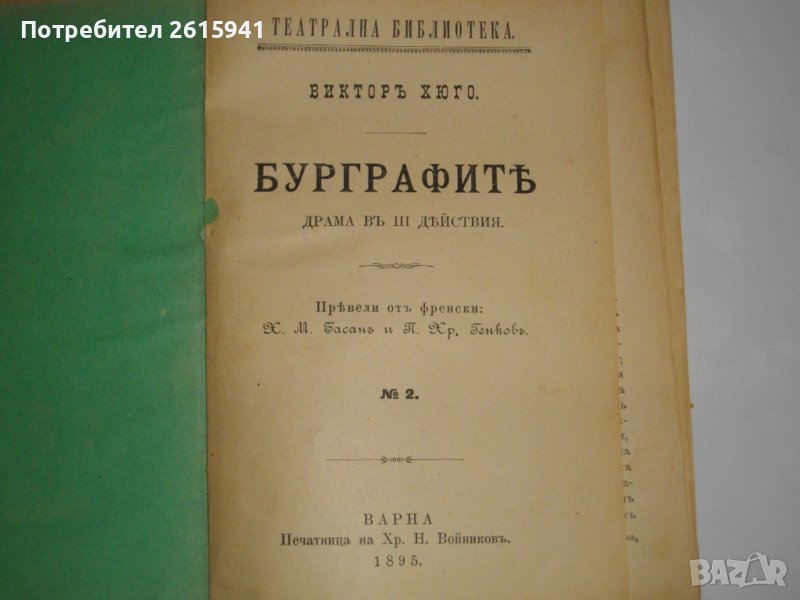 Потребител 2615941
ТЕАТРАЛНА БИБЛИОТЕКА.
ВИКТОРЪ ХЮГО.
БУРГРАФИТѢ
ДРАМА ВЪ III ДѢЙСТВИЯ.
Прѣвели отъ френски:
Х. М. Басанъ и П. Хр. Генковъ.
№ 2.
ВАРНА
Печатница на Хр. Н. Войниковъ.
1895.
BAZAR